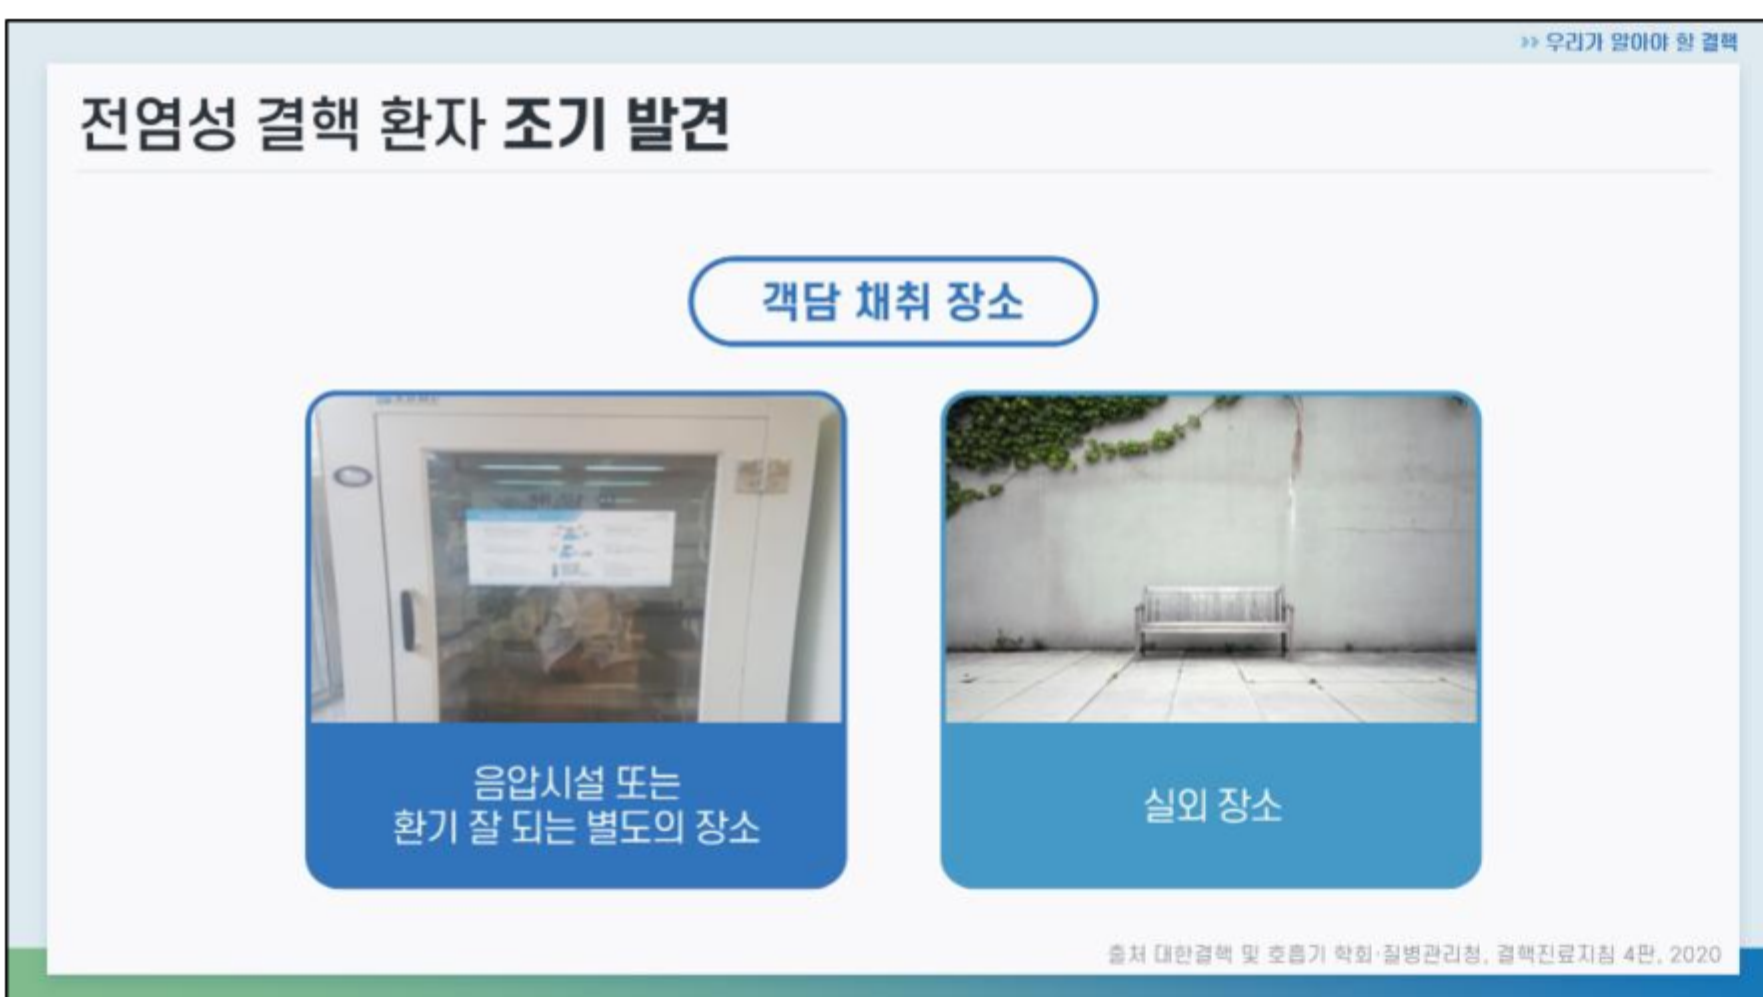 >> 우리가 알아야 할 결핵
전염성 결핵 환자 조기 발견
객담 채취 장소
음압시설 또는
환기 잘 되는 별도의 장소
실외 장소
출처 대한결핵 및 호흡기 학회·질병관리청, 결핵진료지침 4판, 2020